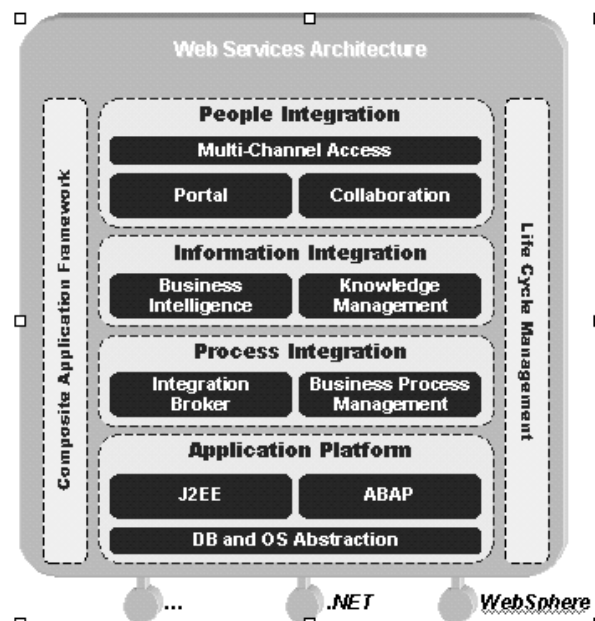 Web Services Architecture
Composite Application Framework
People Integration
Multi-Channel Access
Portal
Collaboration
Information Integration
Business
Intelligence
Knowledge
Management
Process Integration
Integration
Broker
Business Process
Management
Application Platform
J2EE
ABAP
DB and OS Abstraction
Life Cycle Management
...
.NET
WebSphere